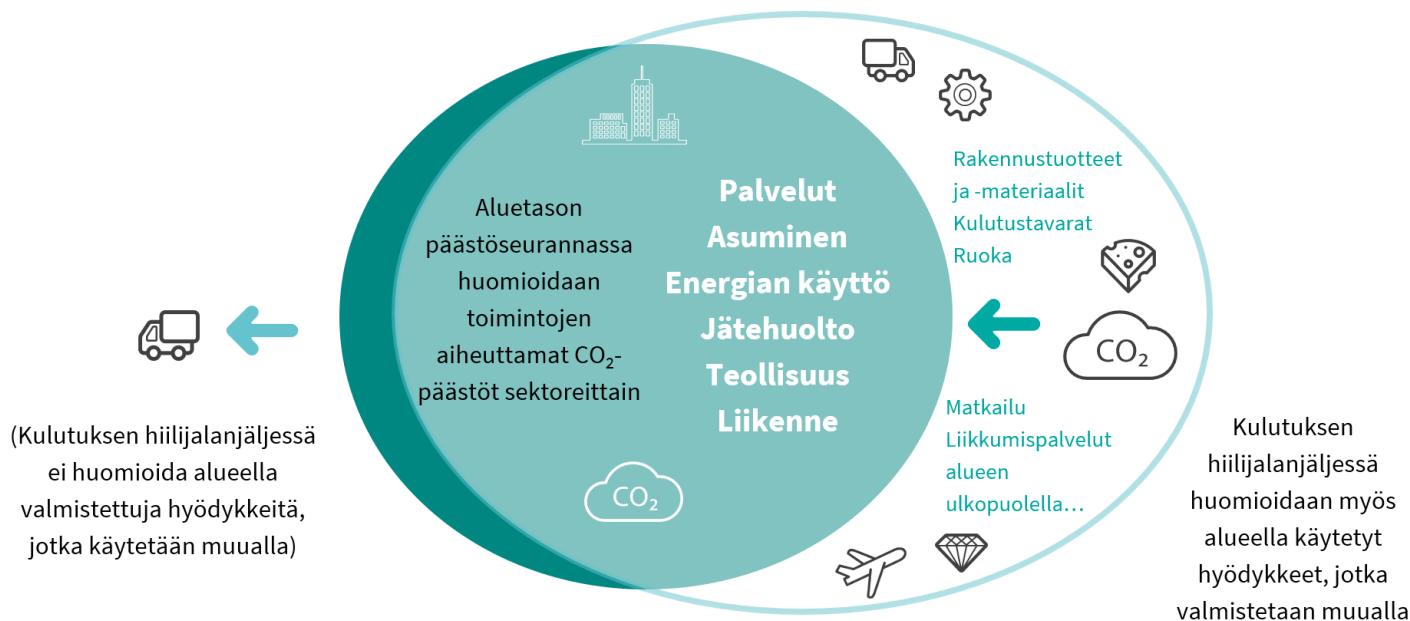 Aluetason
päästöseurannassa
huomioidaan
toimintojen
aiheuttamat CO₂-
päästöt sektoreittain
Palvelut
Asuminen
Energian käyttö
Jätehuolto
Teollisuus
Liikenne
CO₂
Rakennustuotteet
ja -materiaalit
Kulutustavarat
Ruoka
CO₂
Matkailu
Liikkumispalvelut
alueen
ulkopuolella…
(Kulutuksen hiilijalanjäljessä
ei huomioida alueella
valmistettuja hyödykkeitä,
jotka käytetään muualla)
Kulutuksen
hiilijalanjäljessä
huomioidaan myös
alueella käytetyt
hyödykkeet, jotka
valmistetaan muualla